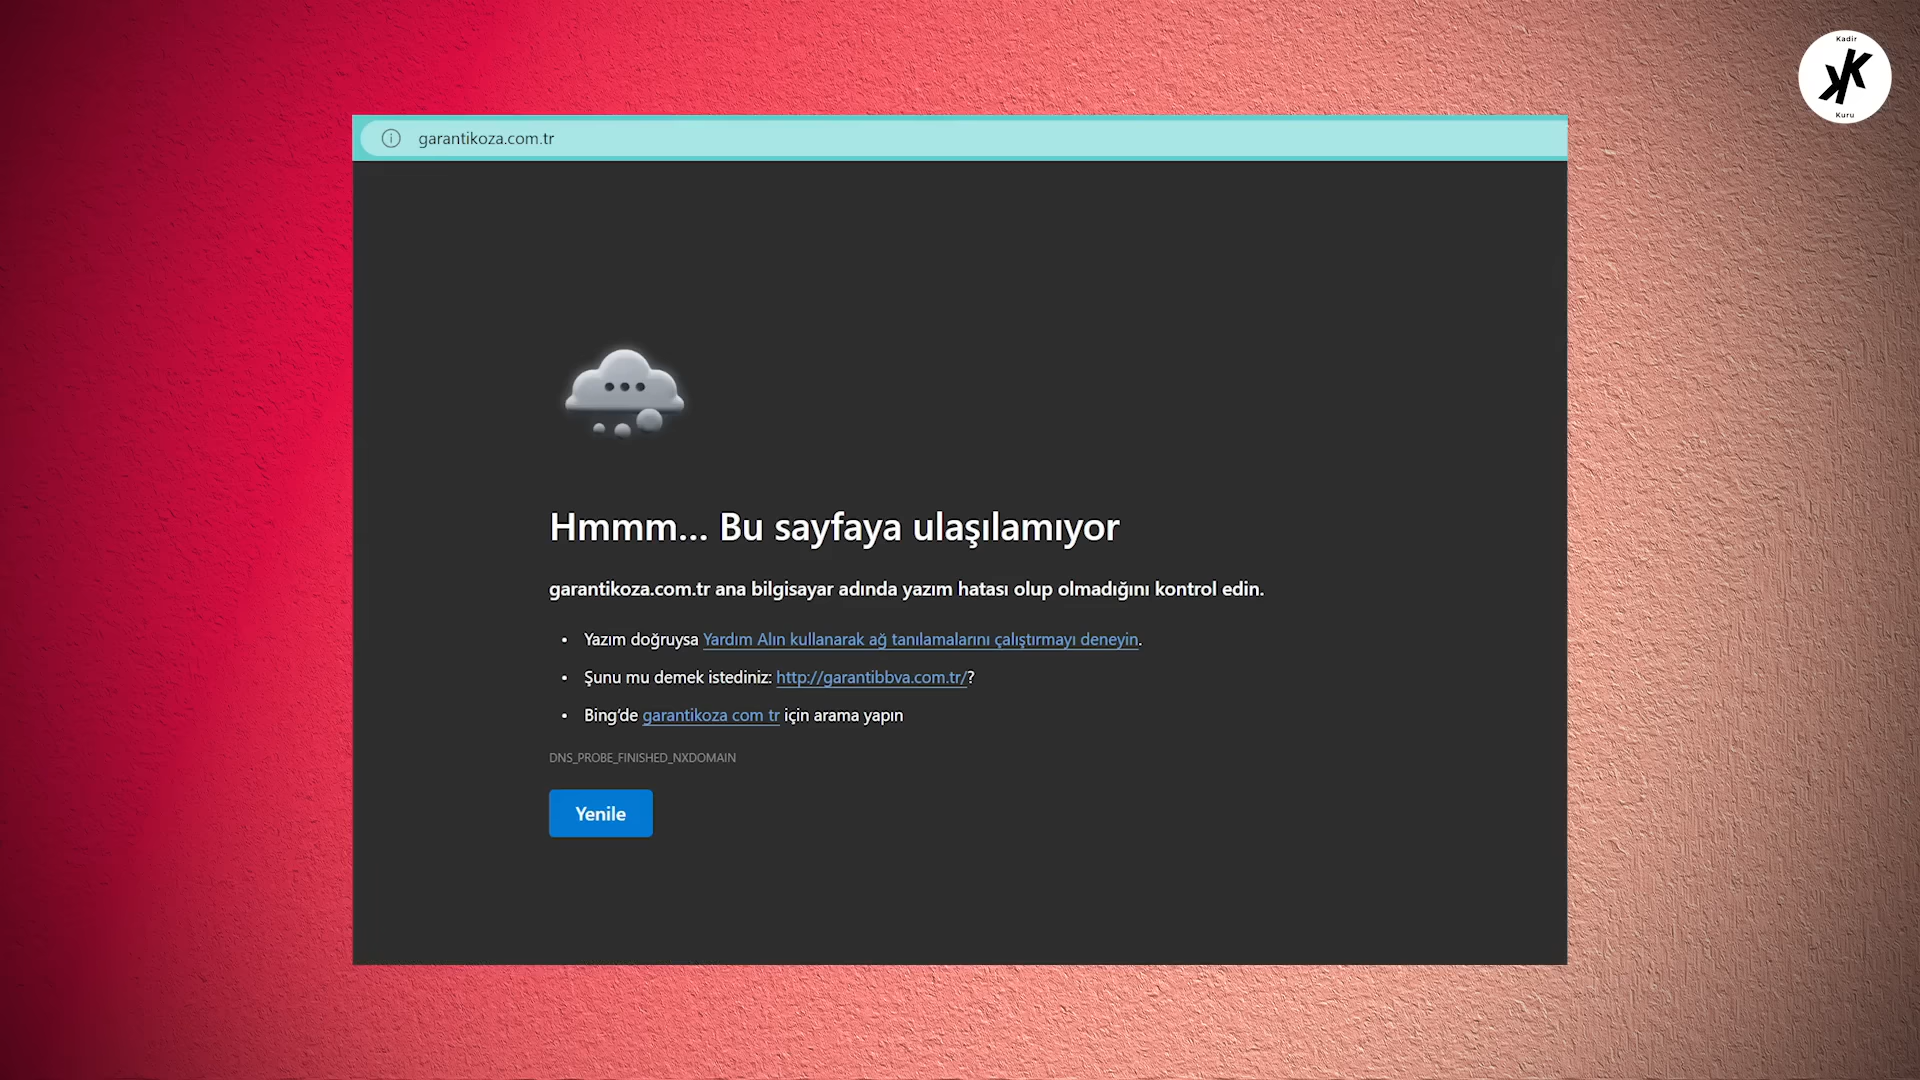 Kadir
KK
Kuru
garantikoza.com.tr
Hmmm... Bu sayfaya ulaşılamıyor
garantikoza.com.tr ana bilgisayar adında yazım hatası olup olmadığını kontrol edin.
• Yazım doğruysa Yardım Alın kullanarak ağ tanılamalarını çalıştırmayı deneyin.
• Şunu mu demek istediniz: http://garantibbva.com.tr/?
• Bing’de garantikoza com tr için arama yapın
DNS_PROBE_FINISHED_NXDOMAIN
Yenile